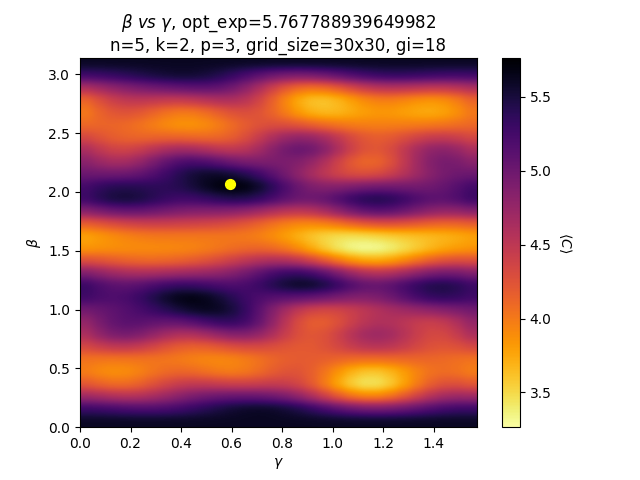 β vs γ, opt_exp=5.767788939649982
n=5, k=2, p=3, grid_size=30x30, gi=18
3.0
2.5
2.0
1.5
1.0
0.5
0.0
β
0.0 0.2 0.4 0.6 0.8 1.0 1.2 1.4
γ
5.5
5.0
4.5
4.0
3.5
⟨C⟩